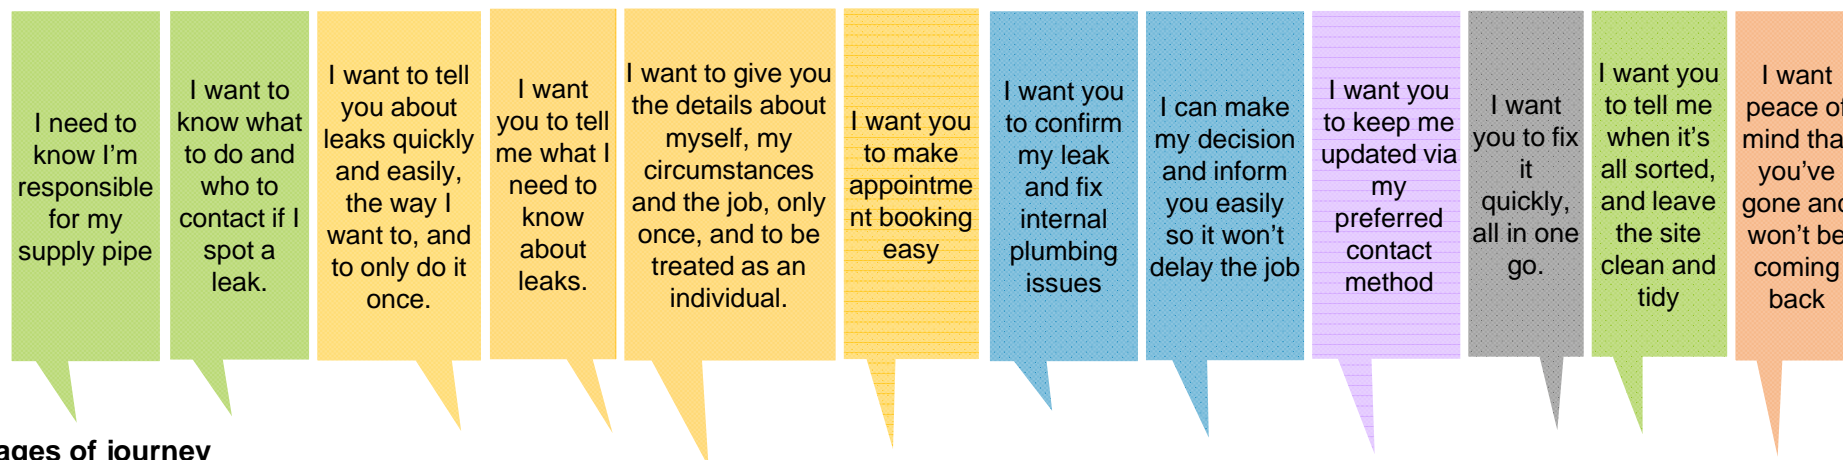 I need to
know I’m
responsible
for my
supply pipe
I want to
know what
to do and
who to
contact if I
spot a
leak.
I want to tell
you about
leaks quickly
and easily,
the way I
want to, and
to only do it
once.
I want
you to tell
me what I
need to
know
about
leaks.
I want to give you
the details about
myself, my
circumstances
and the job, only
once, and to be
treated as an
individual.
I want you
to make
appointme
nt booking
easy
I want you
to confirm
my leak
and fix
internal
plumbing
issues
I can make
my decision
and inform
you easily
so it won’t
delay the job
I want you
to keep me
updated via
my
preferred
contact
method
I want
you to fix
it
quickly,
all in one
go.
I want you
to tell me
when it’s
all sorted,
and leave
the site
clean and
tidy
I want
peace of
mind that
you’ve
gone and
won’t be
coming
back
ages of journey